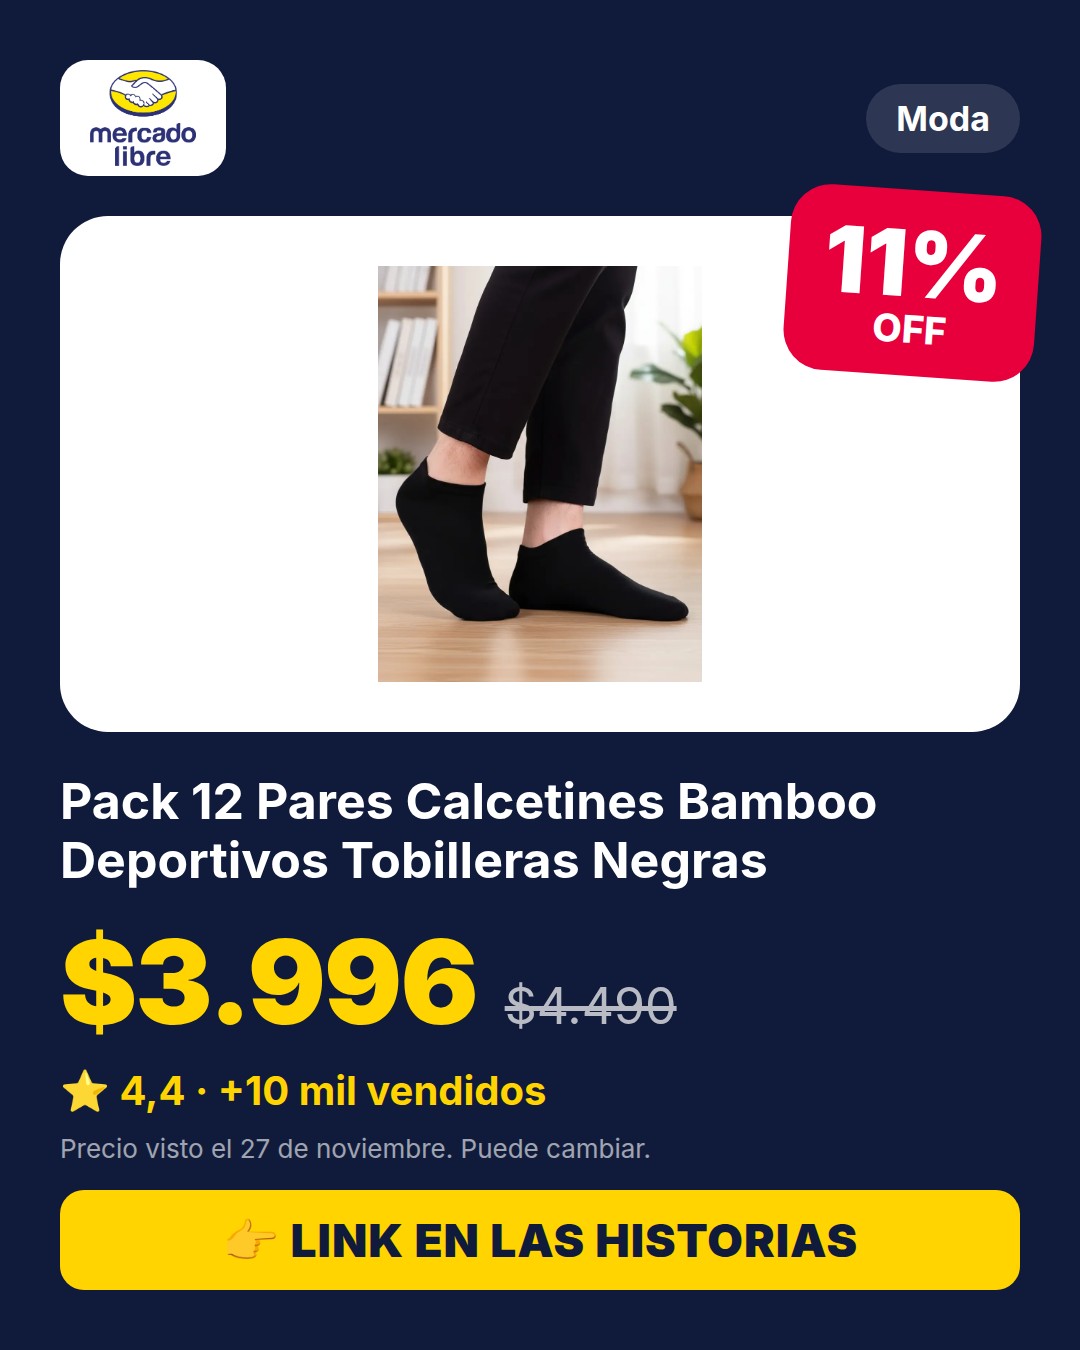 mercado
libre
Moda
11%
OFF
Pack 12 Pares Calcetines Bamboo
Deportivos Tobilleras Negras
$3.996 $4.490
⭐ 4,4 · +10 mil vendidos
Precio visto el 27 de noviembre. Puede cambiar.
👉 LINK EN LAS HISTORIAS